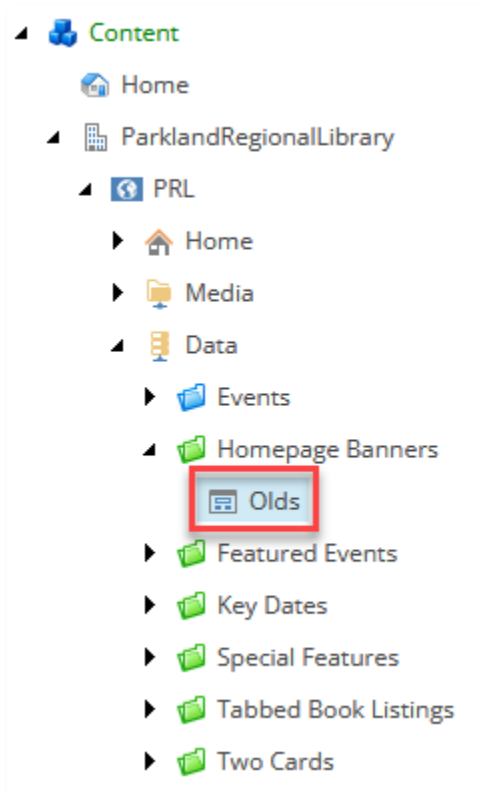 Content
Home
ParklandRegionalLibrary
PRL
Home
Media
Data
Events
Homepage Banners
Olds
Featured Events
Key Dates
Special Features
Tabbed Book Listings
Two Cards